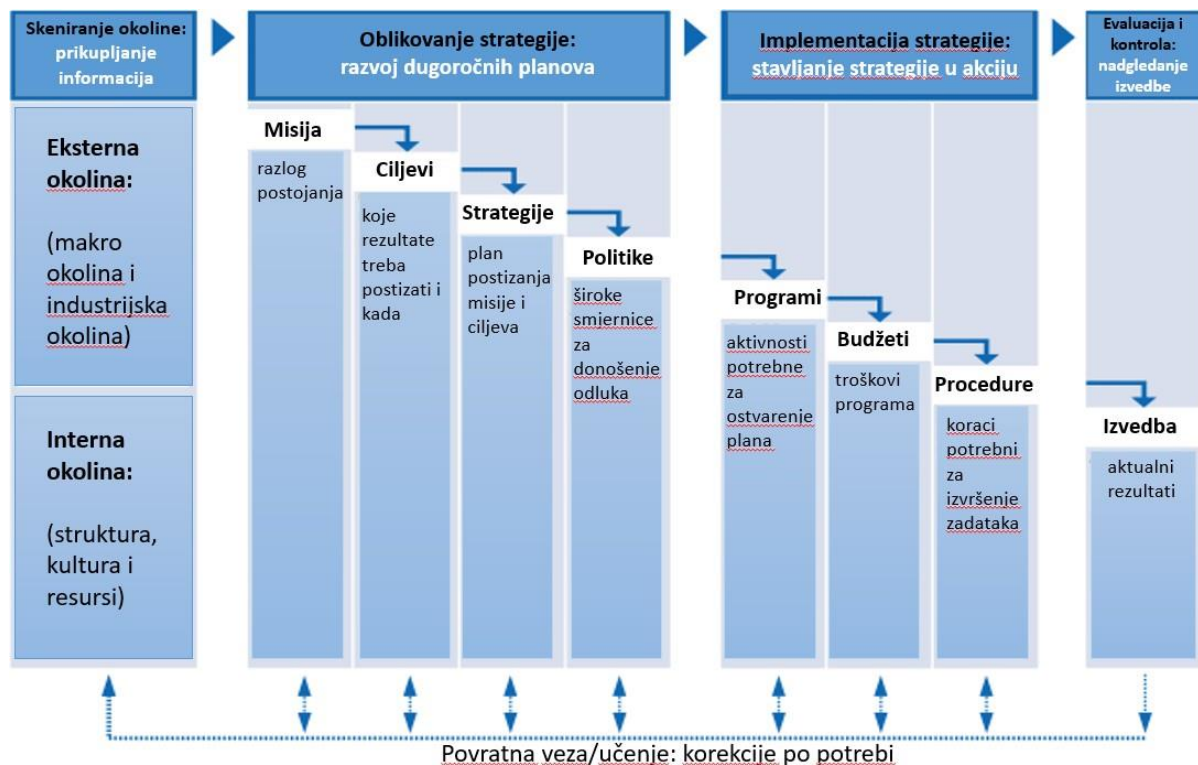 Skeniranje okoline:
prikupljanje
informacija
Oblikovanje strategije:
razvoj dugoročnih planova
Implementacija strategije:
stavljanje strategije u akciju
Evaluacija i
kontrola:
nadgledanje
izvedbe
Eksterna
okolina:
(makro
okolina i
industrijska
okolina)
Interna
okolina:
(struktura,
kultura i
resursi)
Misija
razlog
postojanja
Ciljevi
koje
rezultate
treba
postizati i
kada
Strategije
plan
postizanja
misije i
ciljeva
Politike
široke
smjernice
za
donošenje
odluka
Programi
aktivnosti
potrebne
za
ostvarenje
plana
Budžeti
troškovi
programa
Procedure
koraci
potrebni
za
izvršenje
zadataka
Izvedba
aktualni
rezultati
Povratna veza/učenje: korekcije po potrebi